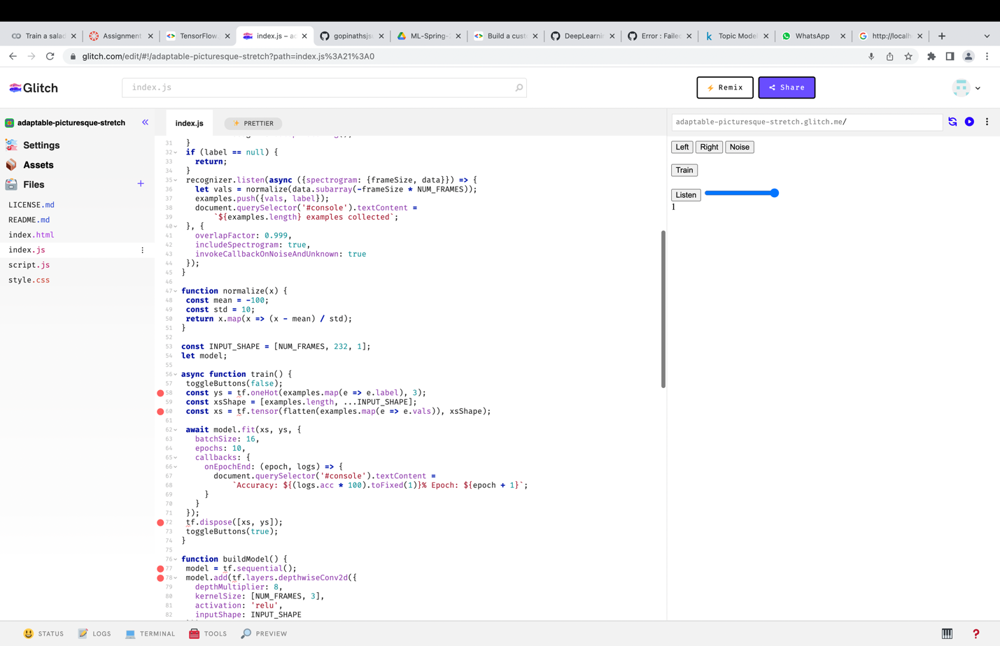 Train a salad
Assignment
TensorFlow.
index.js – ad
gopinathsjs
ML-Spring-2
Build a cust
DeepLearnin
Error : Failed
Topic Model
WhatsApp
http://localh
glitch.com/edit/#!/adaptable-picturesque-stretch?path=index.js%3A21%3A0
Glitch
index.js
Remix
Share
adaptable-picturesque-stretch
Settings
Assets
Files
LICENSE.md
README.md
index.html
index.js
script.js
style.css
index.js
PRETTIER
31 }
32 if (label == null) {
33 return;
34 }
35 recognizer.listen(async ({spectrogram: {frameSize, data}}) => {
36 let vals = normalize(data.subarray(-frameSize * NUM_FRAMES));
37 examples.push({vals, label});
38 document.querySelector('#console').textContent =
39 `${examples.length} examples collected`;
40 }, {
41 overlapFactor: 0.999,
42 includeSpectrogram: true,
43 invokeCallbackOnNoiseAndUnknown: true
44 });
45 }
46
47 function normalize(x) {
48 const mean = -100;
49 const std = 10;
50 return x.map(x => (x - mean) / std);
51 }
52
53 const INPUT_SHAPE = [NUM_FRAMES, 232, 1];
54 let model;
55
56 async function train() {
57 toggleButtons(false);
58 const ys = tf.oneHot(examples.map(e => e.label), 3);
59 const xsShape = [examples.length, ...INPUT_SHAPE];
60 const xs = tf.tensor(flatten(examples.map(e => e.vals)), xsShape);
61
62 await model.fit(xs, ys, {
63 batchSize: 16,
64 epochs: 10,
65 callbacks: {
66 onEpochEnd: (epoch, logs) => {
67 document.querySelector('#console').textContent =
68 `Accuracy: ${(logs.acc * 100).toFixed(1)}% Epoch: ${epoch + 1}`;
69 }
70 }
71 });
72 tf.dispose([xs, ys]);
73 toggleButtons(true);
74 }
75
76 function buildModel() {
77 model = tf.sequential();
78 model.add(tf.layers.depthwiseConv2d({
79 depthMultiplier: 8,
80 kernelSize: [NUM_FRAMES, 3],
81 activation: 'relu',
82 inputShape: INPUT_SHAPE
adaptable-picturesque-stretch.glitch.me/
Left Right Noise
Train
Listen
1
STATUS
LOGS
TERMINAL
TOOLS
PREVIEW
?